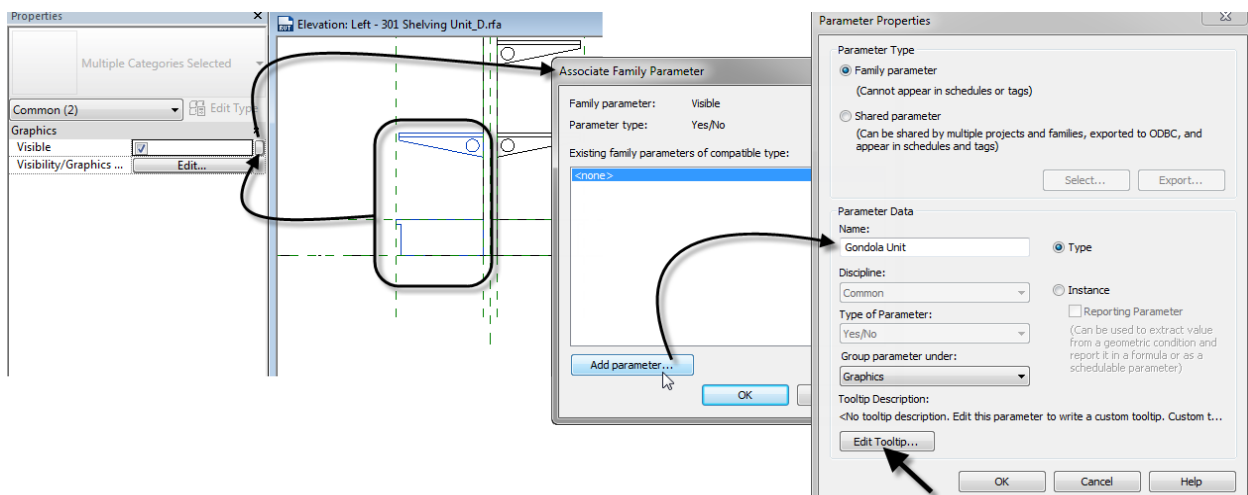 Properties
Multiple Categories Selected
Common (2)
Edit Type
Graphics
Visible
Visibility/Graphics ...
Edit...
Elevation: Left - 301 Shelving Unit_D.rfa
Associate Family Parameter
Family parameter: Visible
Parameter type: Yes/No
Existing family parameters of compatible type:
<none>
Add parameter...
OK
Parameter Properties
Parameter Type
Family parameter
(Cannot appear in schedules or tags)
Shared parameter
(Can be shared by multiple projects and families, exported to ODBC, and
appear in schedules and tags)
Select...
Export...
Parameter Data
Name:
Gondola Unit
Type
Discipline:
Common
Instance
Type of Parameter:
Reporting Parameter
Yes/No
(Can be used to extract value
from a geometric condition and
report it in a formula or as a
schedulable parameter)
Group parameter under:
Graphics
Tooltip Description:
<No tooltip description. Edit this parameter to write a custom tooltip. Custom t...
Edit Tooltip...
OK
Cancel
Help